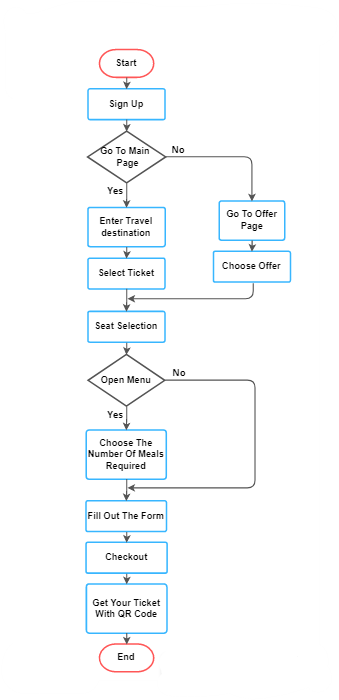 Start
Sign Up
Go To Main
Page
No
Yes
Enter Travel
destination
Go To Offer
Page
Select Ticket
Choose Offer
Seat Selection
Open Menu
No
Yes
Choose The
Number Of Meals
Required
Fill Out The Form
Checkout
Get Your Ticket
With QR Code
End